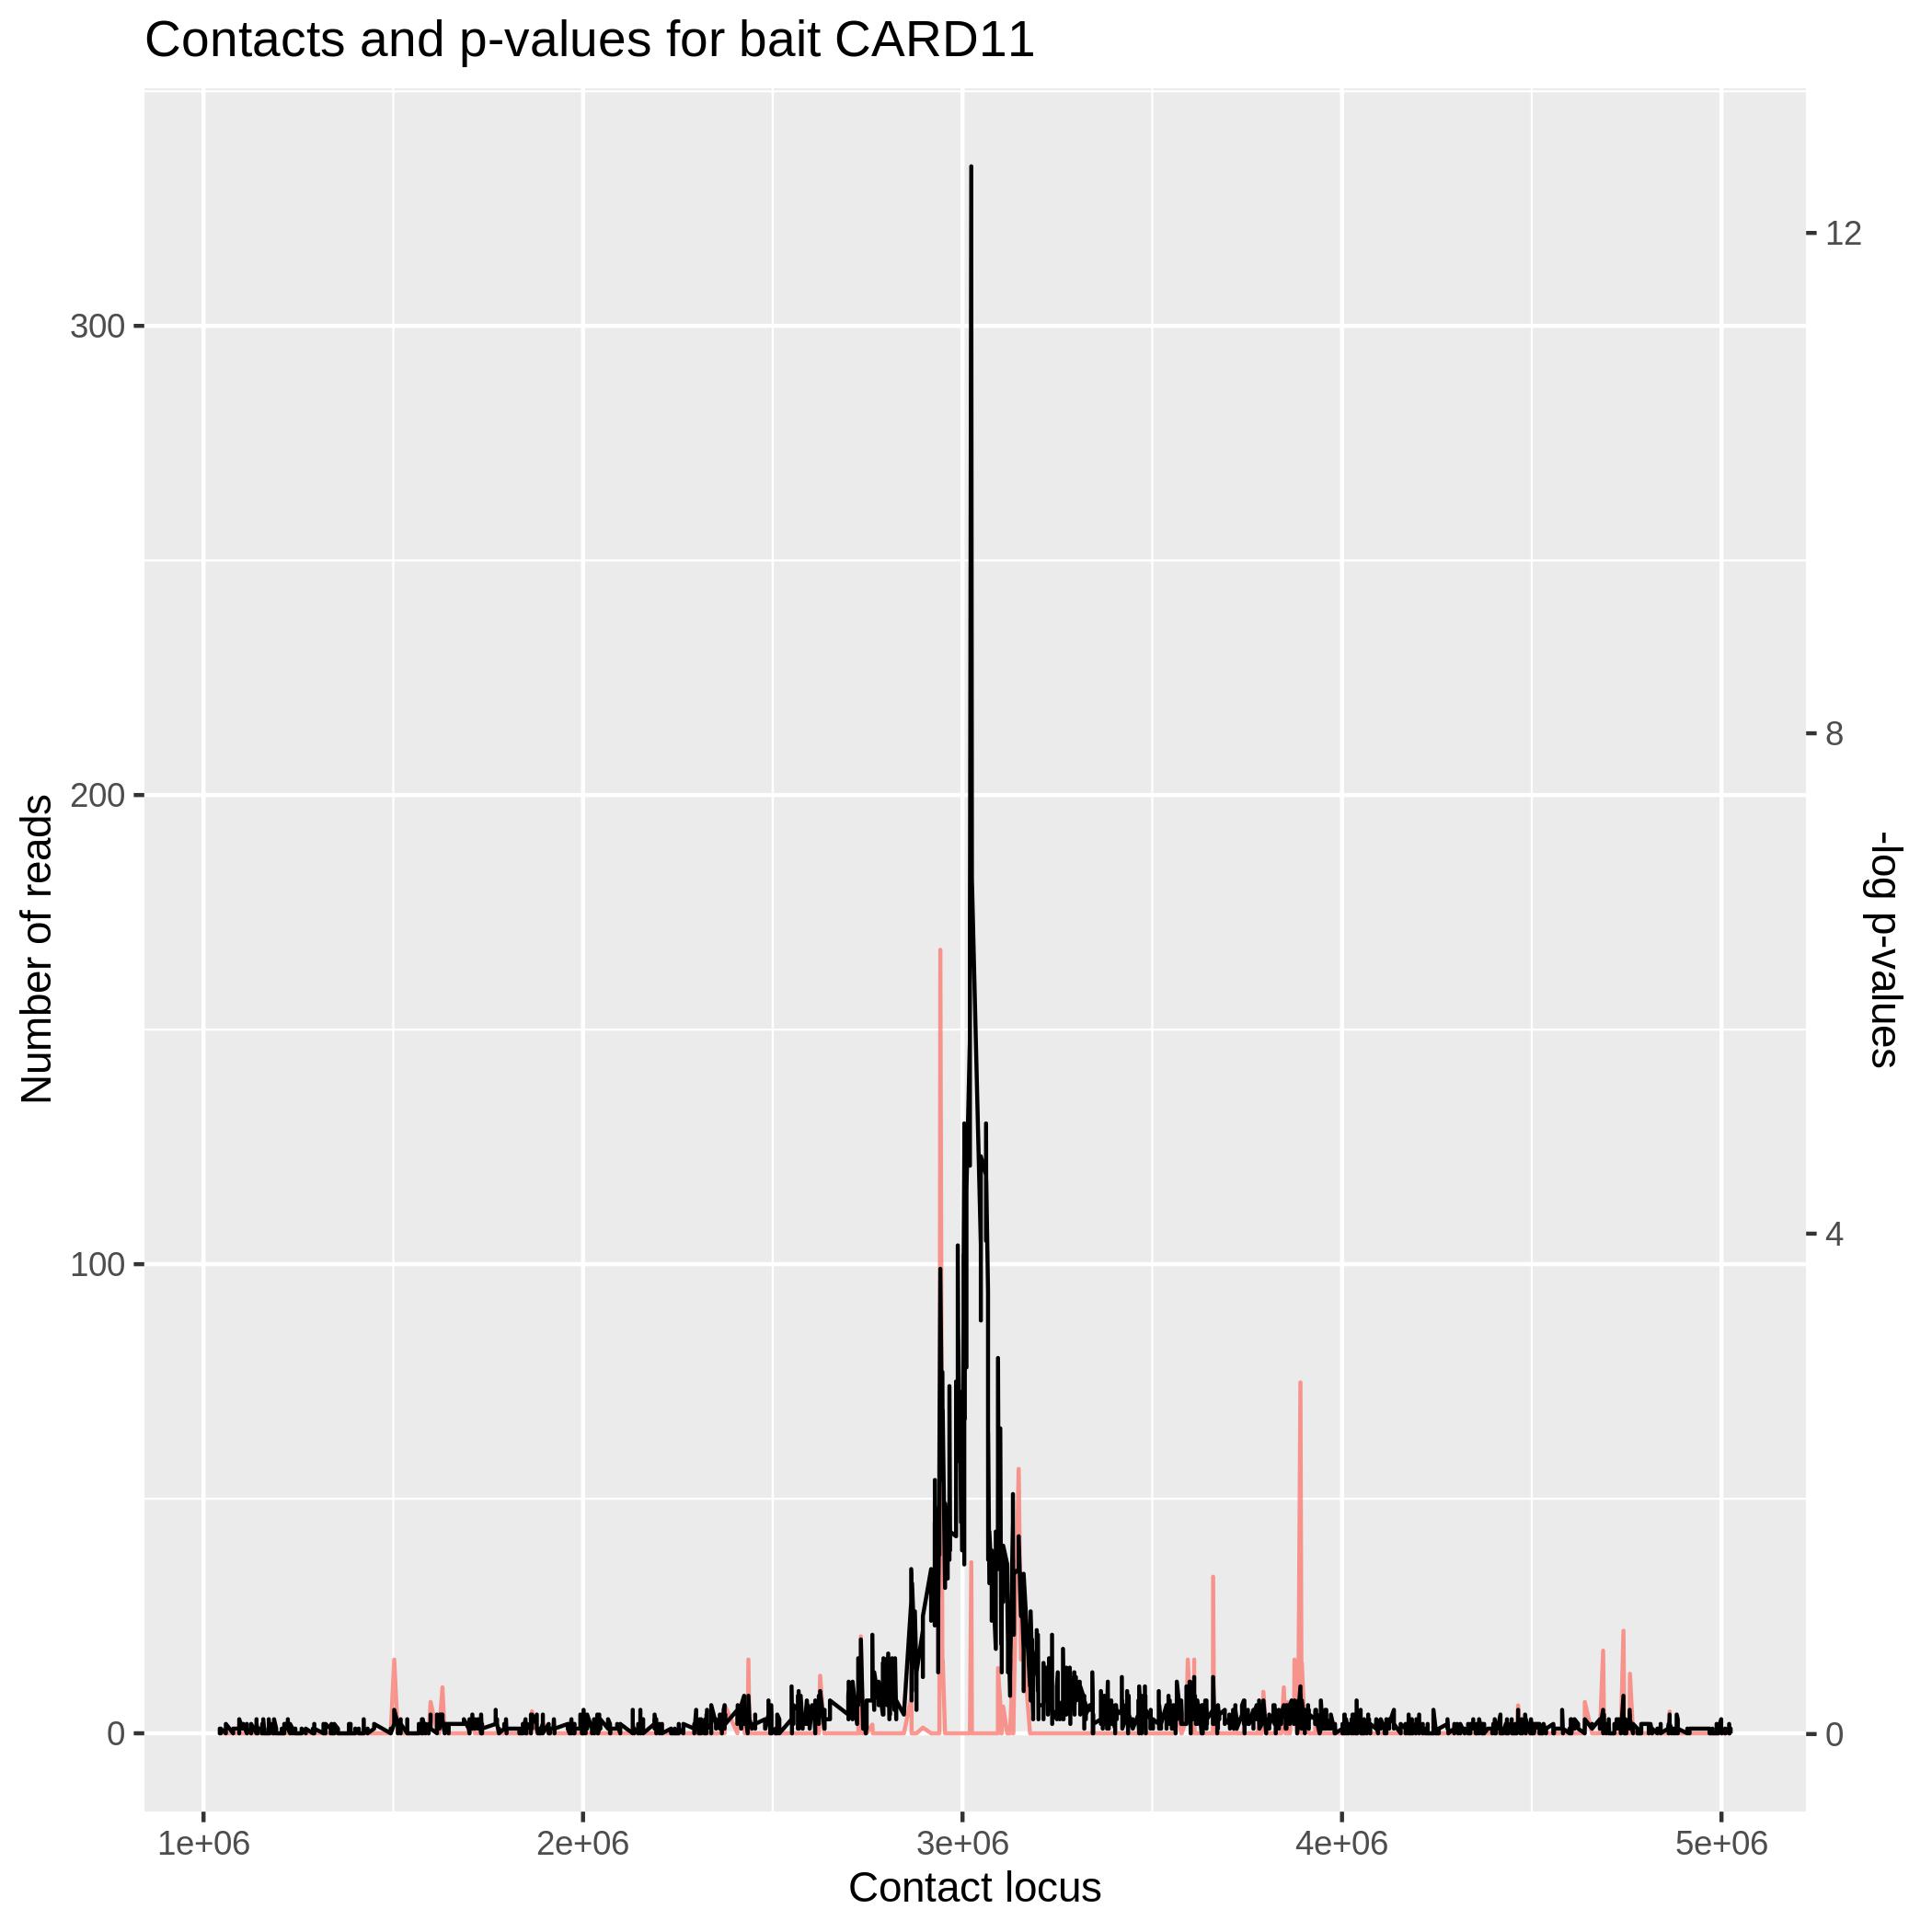 Contacts and p-values for bait CARD11
Number of reads
300
200
100
0
12
8
4
0
-log p-values
1e+06
2e+06
3e+06
4e+06
5e+06
Contact locus